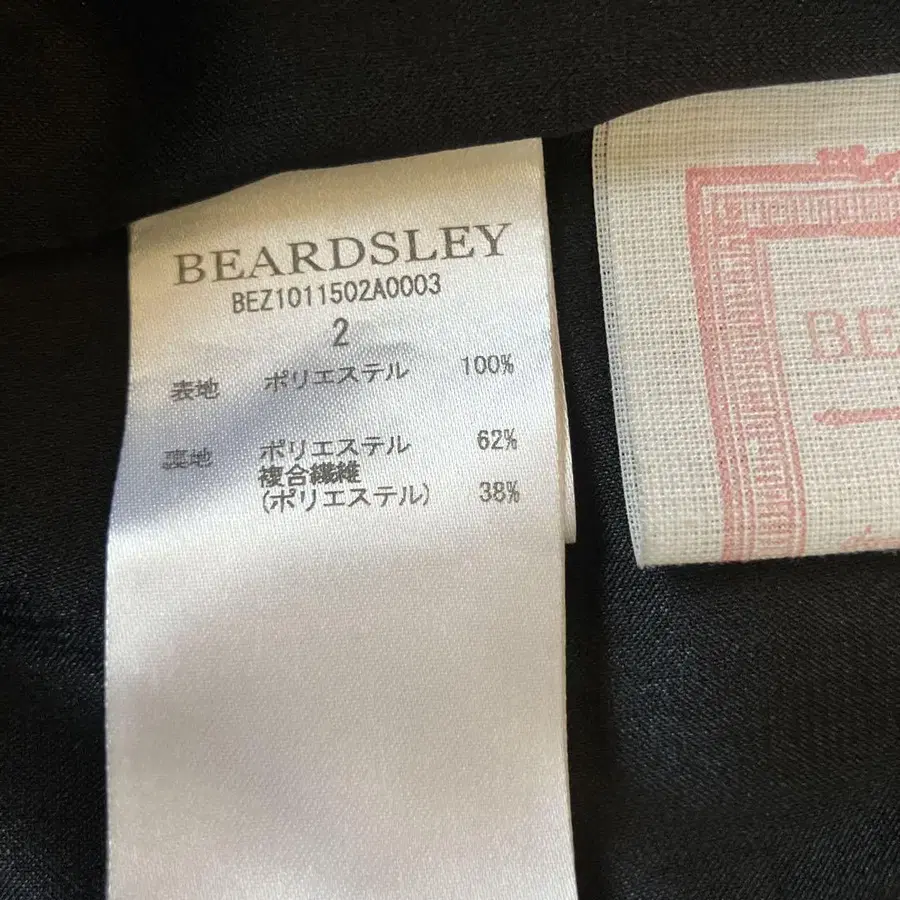 BEARDSLEY
BEZ1011502A0003
2
表地 ポリエステル 100%
裏地 ポリエステル 62%
複合繊維
(ポリエステル) 38%
BE